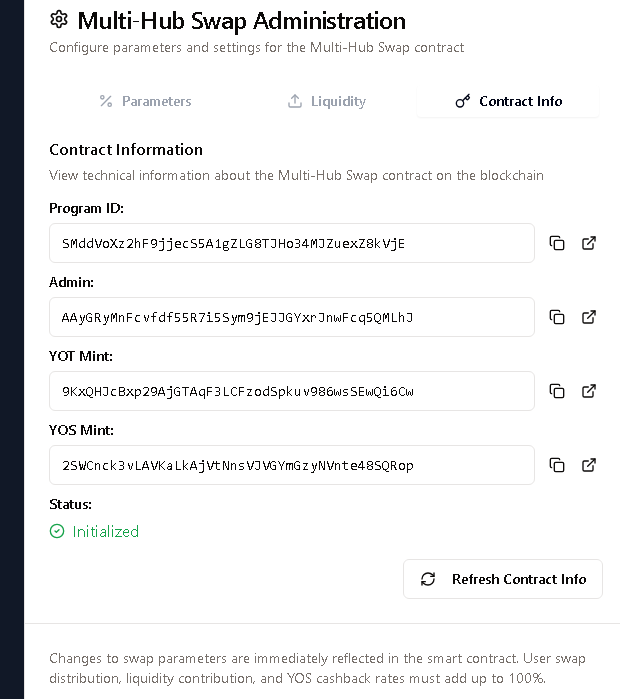 Multi-Hub Swap Administration
Configure parameters and settings for the Multi-Hub Swap contract
Parameters
Liquidity
Contract Info
Contract Information
View technical information about the Multi-Hub Swap contract on the blockchain
Program ID:
SMddVoXz2hF9jjecS5A1gZLG8TJHo34MJZuexZ8kVjE
Admin:
AAyGRyMnFcvfdf55R7i5Sym9jEJJGYxrJnwFcq5QMLhJ
YOT Mint:
9KxQHJcBxp29AjGTAqF3LCFzodSpkuv986wsSEwQi6Cw
YOS Mint:
2SWCnck3vLAVKaLkAjVtNnsVJVGYmGzyNVnte48SQRop
Status:
Initialized
Refresh Contract Info
Changes to swap parameters are immediately reflected in the smart contract. User swap
distribution, liquidity contribution, and YOS cashback rates must add up to 100%.